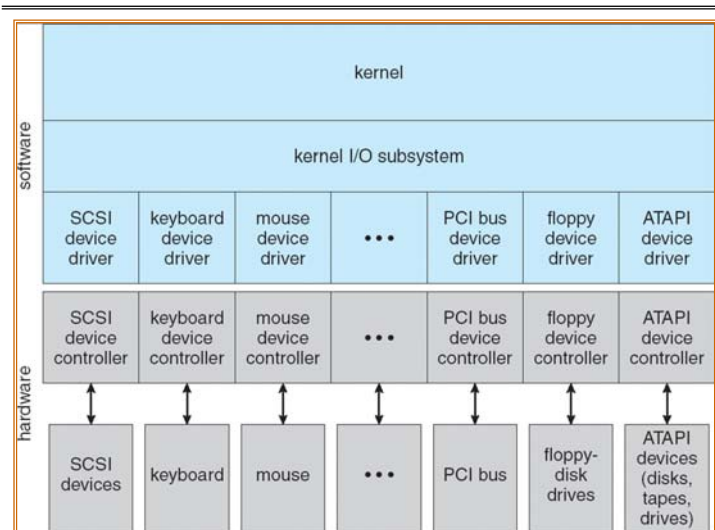 software
kernel
kernel I/O subsystem
SCSI
device
driver
keyboard
device
driver
mouse
device
driver
•••
PCI bus
device
driver
floppy
device
driver
ATAPI
device
driver
hardware
SCSI
device
controller
keyboard
device
controller
mouse
device
controller
•••
PCI bus
device
controller
floppy
device
controller
ATAPI
device
controller
SCSI
devices
keyboard
mouse
•••
PCI bus
floppy-
disk
drives
ATAPI
devices
(disks,
tapes,
drives)